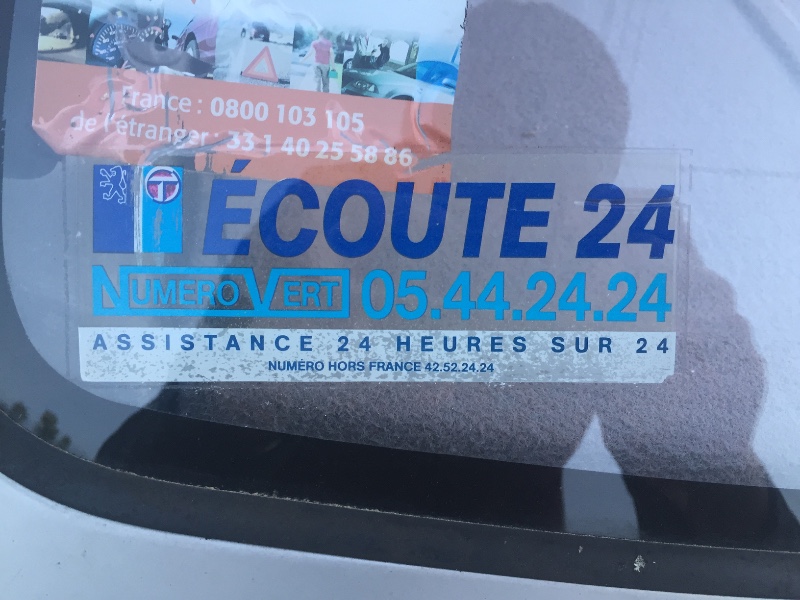 France : 0800 103 105
de l'étranger : 33 1 40 25 58 86
T
ÉCOUTE 24
NUMERO VERT 05.44.24.24
ASSISTANCE 24 HEURES SUR 24
NUMÉRO HORS FRANCE 42.52.24.24